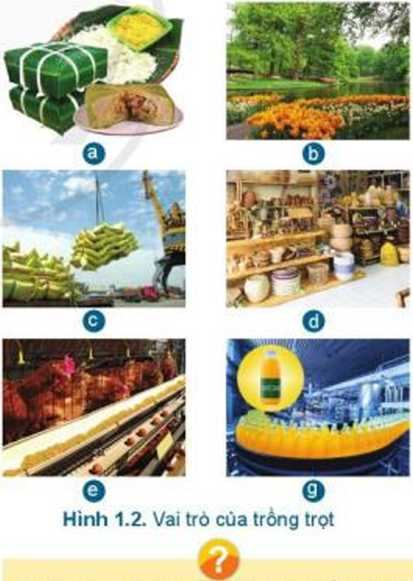 a
b
c
d
e
g
Hình 1.2. Vai trò của trồng trọt
?